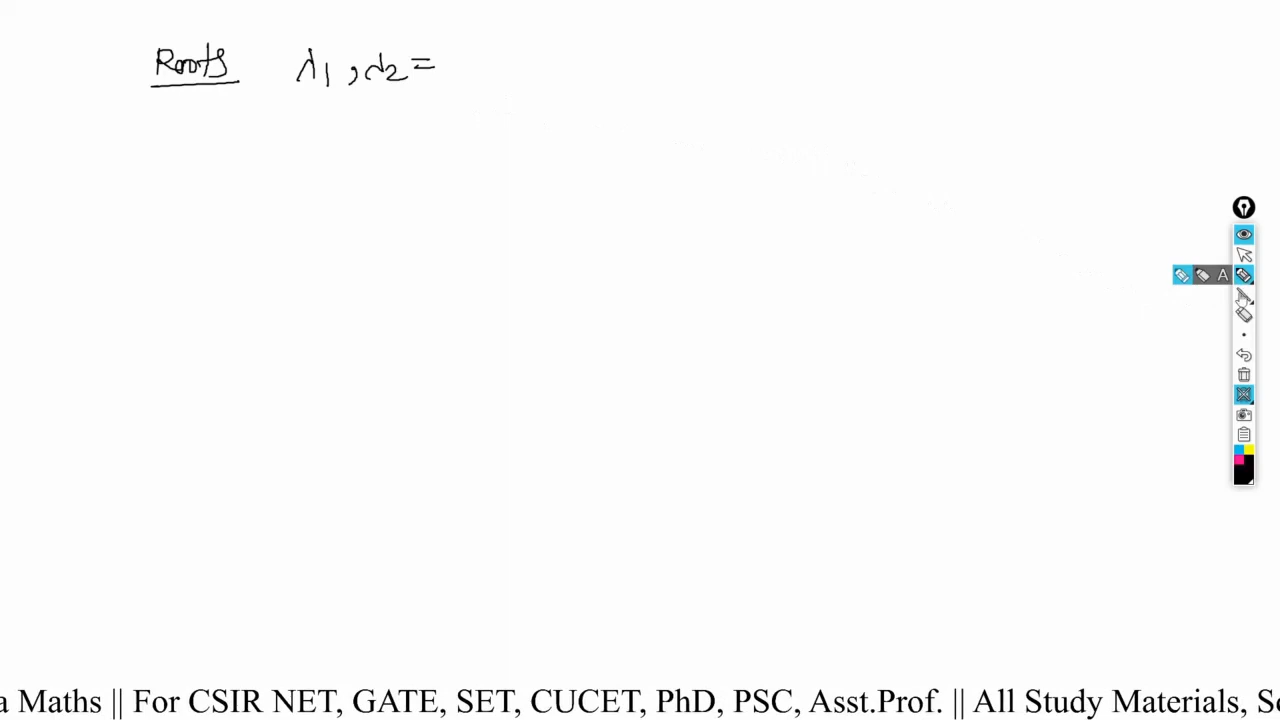 Roots λ1, λ2 =
A
a Maths || For CSIR NET, GATE, SET, CUCET, PhD, PSC, Asst.Prof. || All Study Materials, S